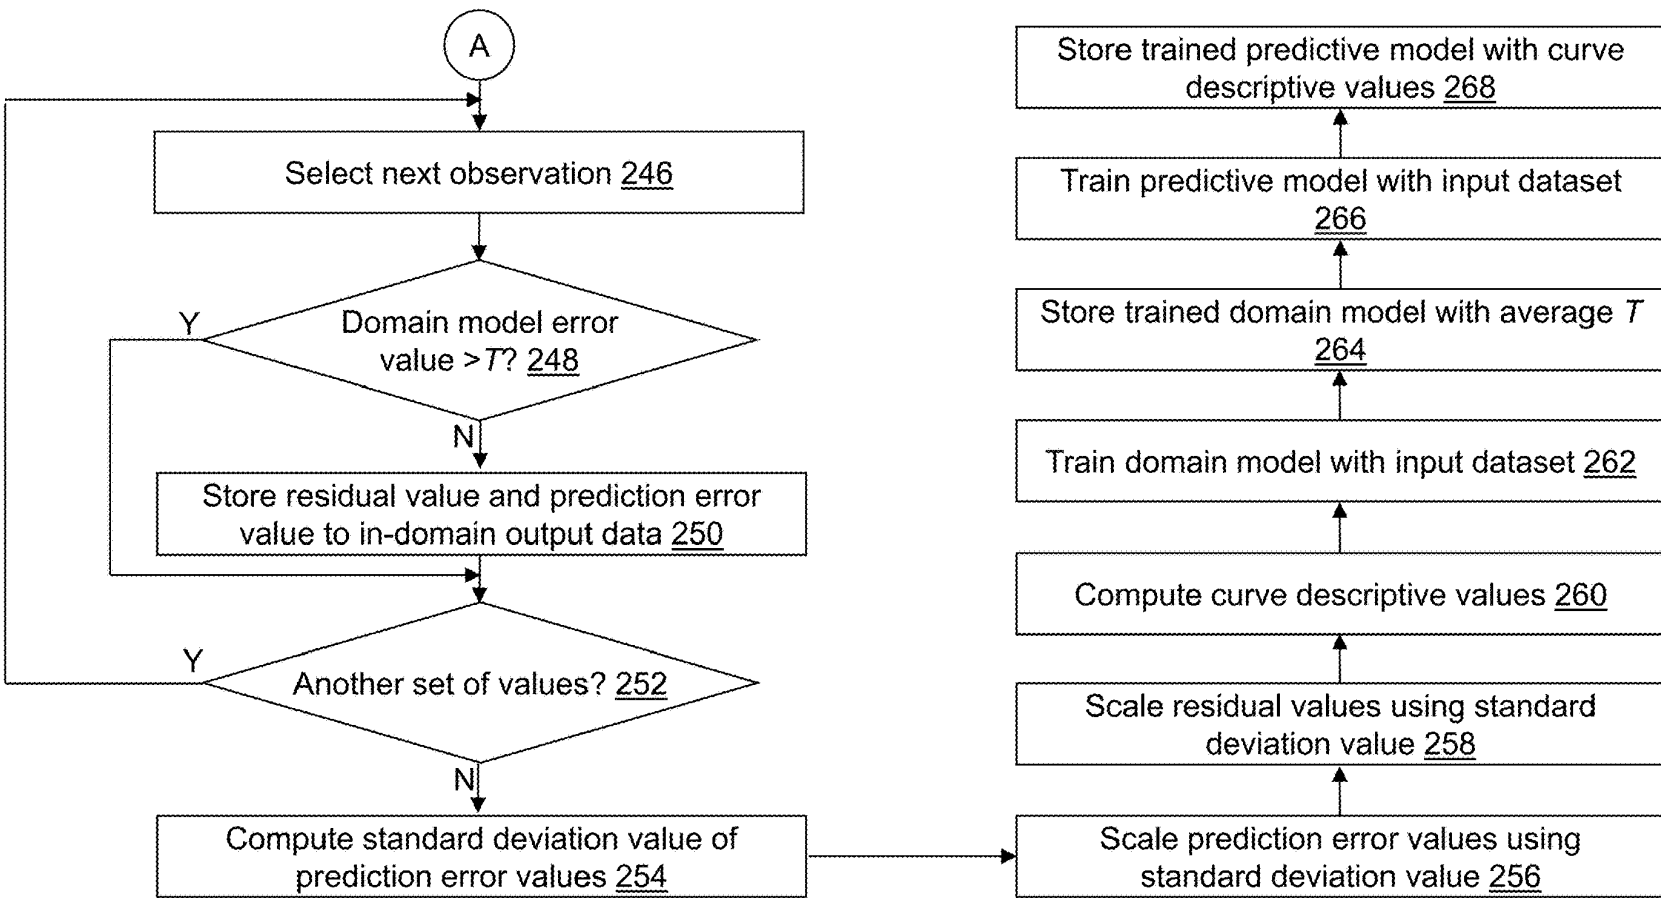 A
Select next observation 246
Y
Domain model error
value >T? 248
N
Store residual value and prediction error
value to in-domain output data 250
Y
Another set of values? 252
N
Compute standard deviation value of
prediction error values 254
Scale prediction error values using
standard deviation value 256
Scale residual values using standard
deviation value 258
Compute curve descriptive values 260
Train domain model with input dataset 262
Store trained domain model with average T
264
Train predictive model with input dataset
266
Store trained predictive model with curve
descriptive values 268